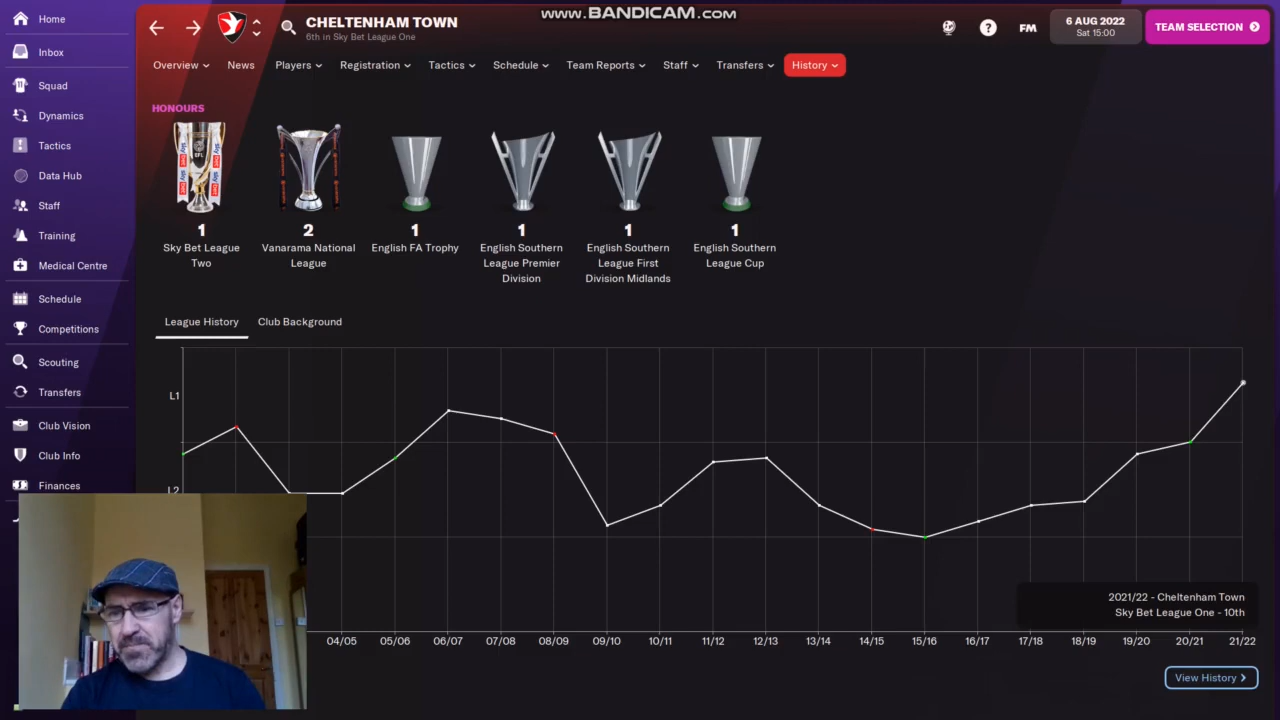 www.BANDICAM.com
Home
CHELTENHAM TOWN
6th in Sky Bet League One
FM
6 AUG 2022
Sat 15:00
TEAM SELECTION
Inbox
Overview
News
Players
Registration
Tactics
Schedule
Team Reports
Staff
Transfers
History
Squad
Dynamics
Tactics
Data Hub
Staff
Training
Medical Centre
Schedule
Competitions
Scouting
Transfers
Club Vision
Club Info
Finances
HONOURS
1
Sky Bet League
Two
2
Vanarama National
League
1
English FA Trophy
1
English Southern
League Premier
Division
1
English Southern
League First
Division Midlands
1
English Southern
League Cup
League History
Club Background
L1
L2
04/05
05/06
06/07
07/08
08/09
09/10
10/11
11/12
12/13
13/14
14/15
15/16
16/17
17/18
18/19
19/20
20/21
21/22
2021/22 - Cheltenham Town
Sky Bet League One - 10th
View History